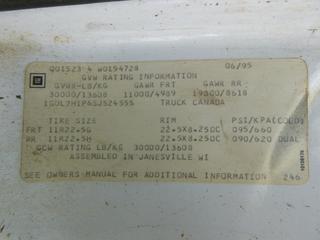 Q01523 4 W0154728 06/95
GVW RATING INFORMATION
GM
GVWR-LB/KG GAWR FRT GAWR RR
30000/13608 11000/4989 19000/8618
TRUCK CANADA
TIRE SIZE RIM PSI/KPA(COLD)
FRT 11R22.5G 22.5X8.25DC 095/660
RR 11R22.5H 22.5X8.25DC 090/620 DUAL
GCW RATING LB/KG 30000/13608
ASSEMBLED IN JANESVILLE WI
SEE OWNERS MANUAL FOR ADDITIONAL INFORMATION 246